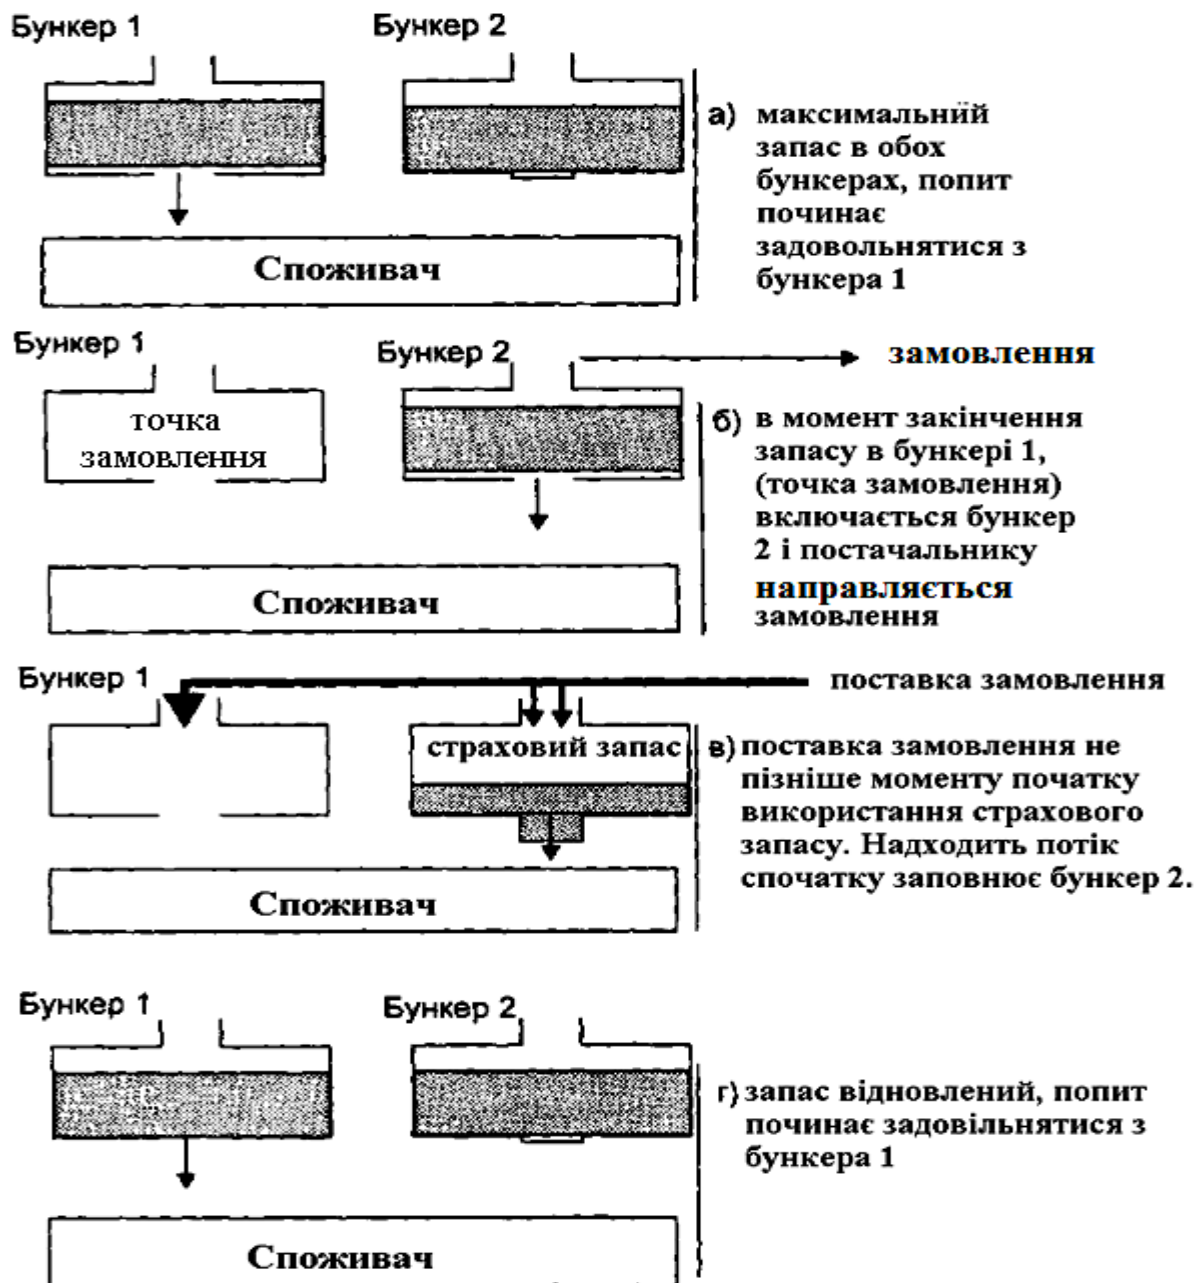 Бункер 1
Бункер 2
а) максимальний
запас в обох
бункерах, попит
починає
задовольнятися з
бункера 1
Споживач
Бункер 1
Бункер 2
замовлення
точка
замовлення
б) в момент закінчення
запасу в бункері 1,
(точка замовлення)
включається бункер
2 і постачальнику
направляється
замовлення
Споживач
Бункер 1
поставка замовлення
страховий запас
в) поставка замовлення не
пізніше моменту початку
використання страхового
запасу. Надходить потік
спочатку заповнює бункер 2.
Споживач
Бункер 1
Бункер 2
г) запас відновлений, попит
починає задовільнятися з
бункера 1
Споживач